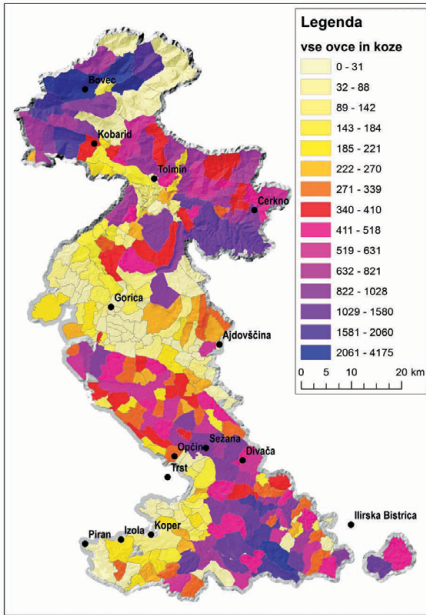 Legenda
vse ovce in koze
0 - 31
32 - 88
89 - 142
143 - 184
185 - 221
222 - 270
271 - 339
340 - 410
411 - 518
519 - 631
632 - 821
822 - 1028
1029 - 1580
1581 - 2060
2061 - 4175
0 10 20 km
Bovec
Kobarid
Tolmin
Cerkno
Gorica
Ajdovščina
Sežana
Općin
Divača
Trst
Ilirska Bistrica
Koper
Izola
Piran